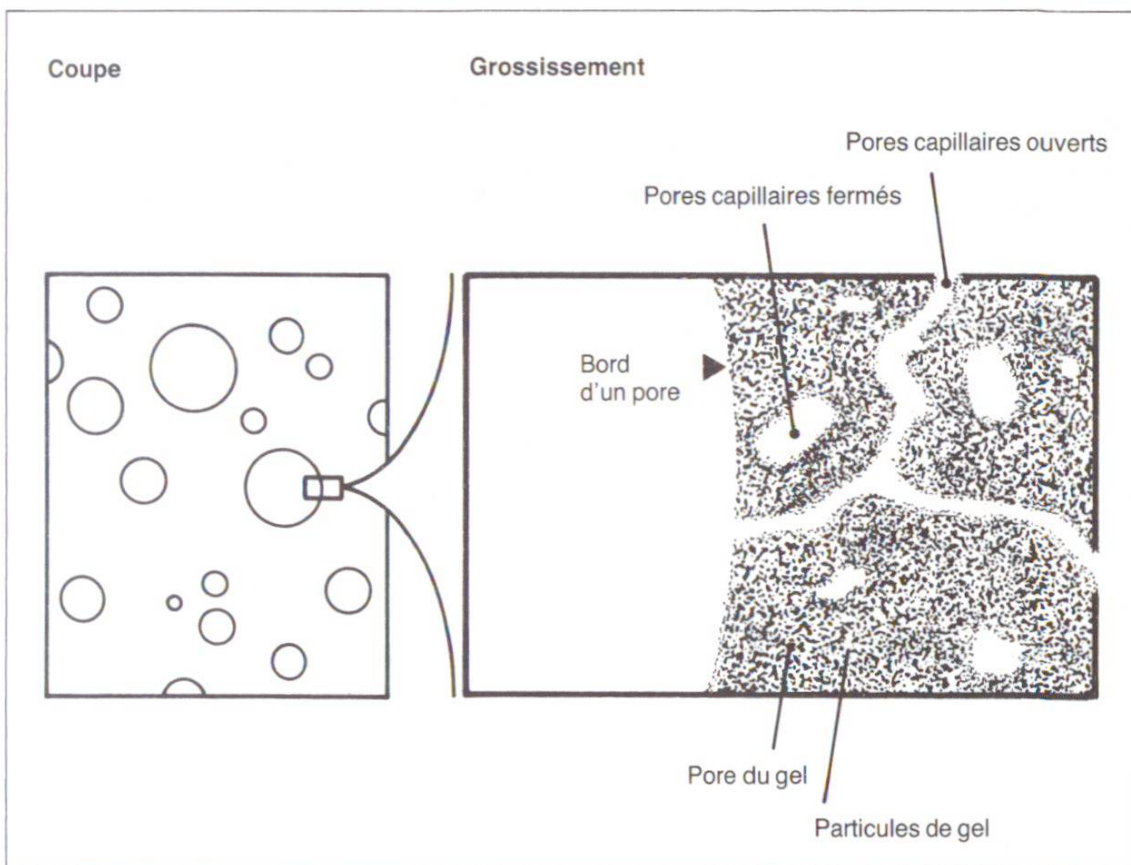 Coupe
Grossissement
Pores capillaires ouverts
Pores capillaires fermés
Bord
d'un pore
Pore du gel
Particules de gel